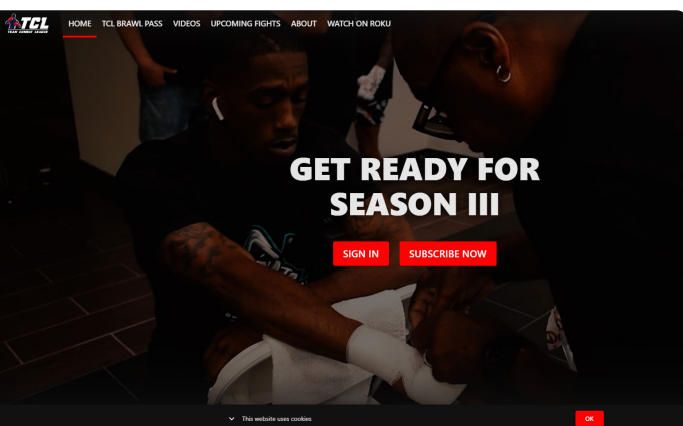 TCL
TEAM COMBAT LEAGUE
HOME TCL BRAWL PASS VIDEOS UPCOMING FIGHTS ABOUT WATCH ON ROKU
GET READY FOR
SEASON III
SIGN IN SUBSCRIBE NOW
This website uses cookies OK